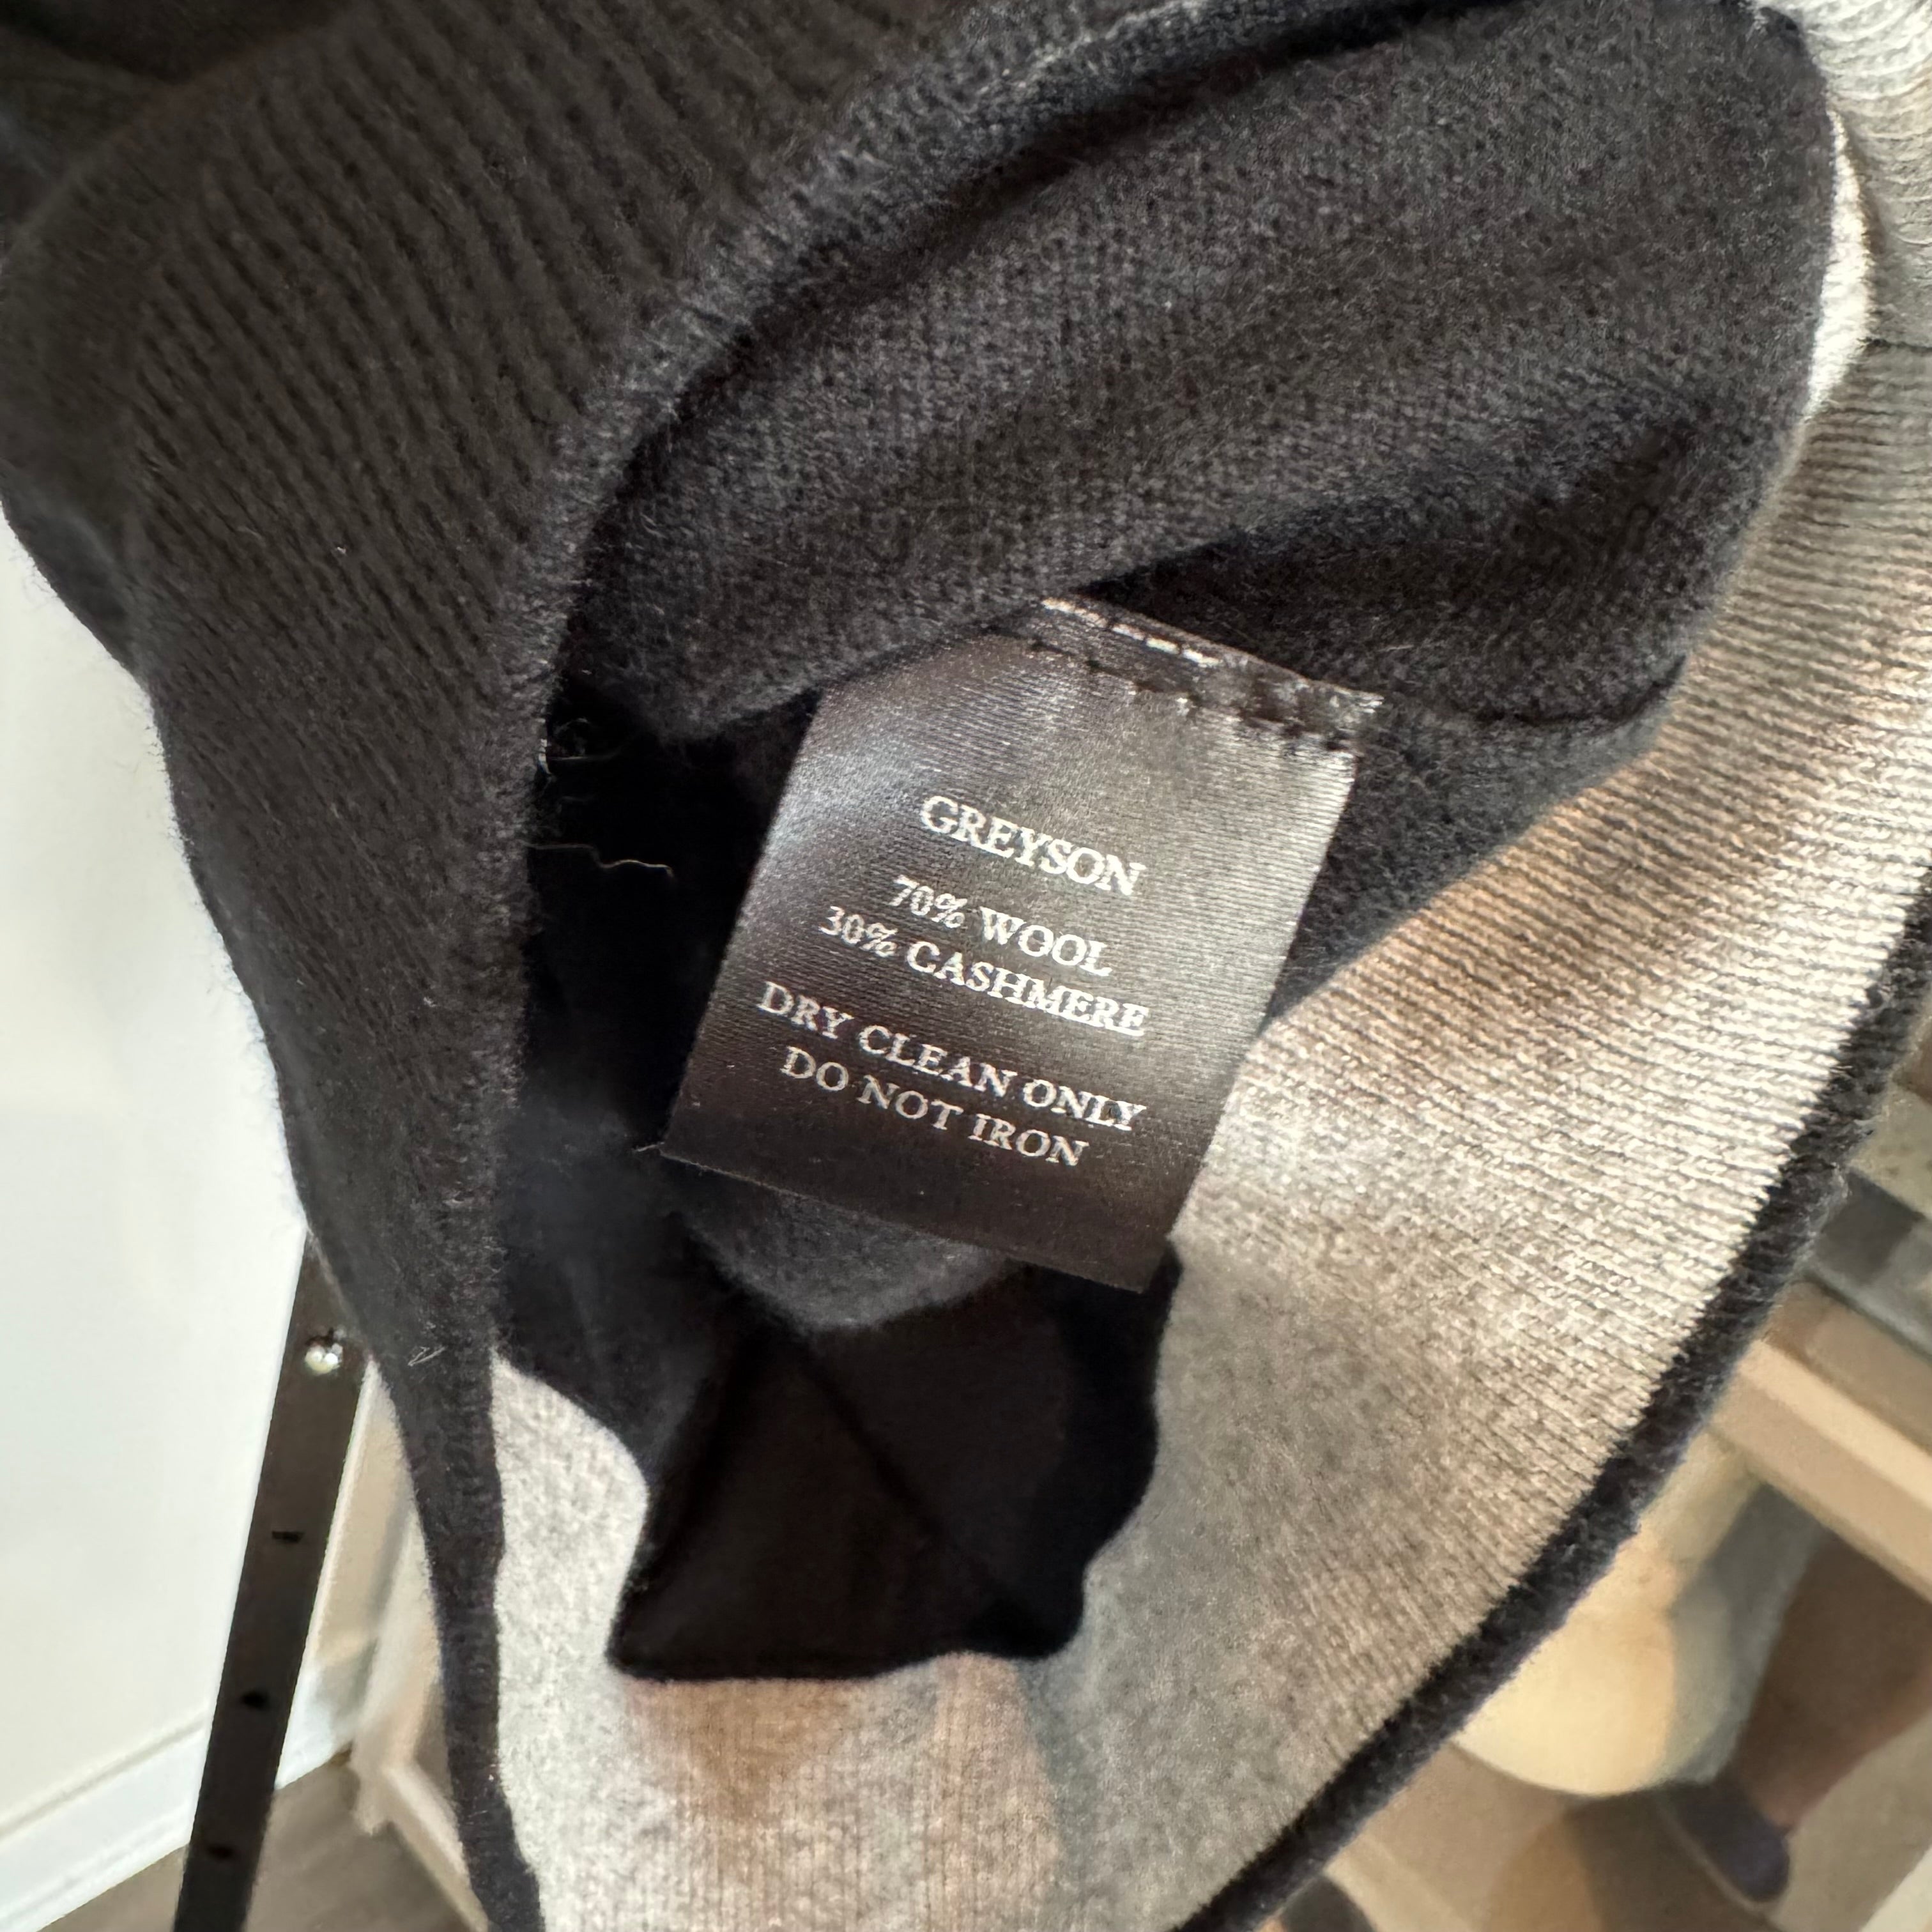 GREYSON
70% WOOL
30% CASHMERE
DRY CLEAN ONLY
DO NOT IRON